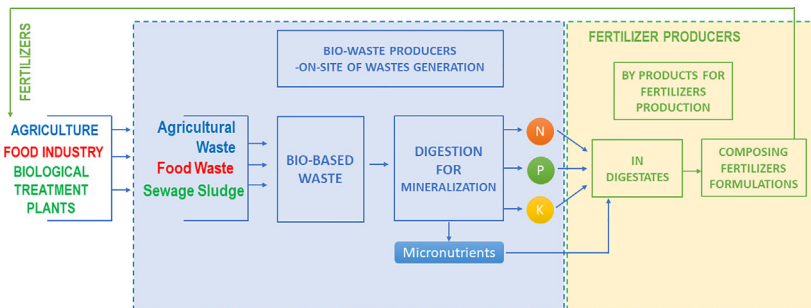 FERTILIZERS
AGRICULTURE
FOOD INDUSTRY
BIOLOGICAL
TREATMENT
PLANTS
BIO-WASTE PRODUCERS
-ON-SITE OF WASTES GENERATION
Agricultural
Waste
Food Waste
Sewage Sludge
BIO-BASED
WASTE
DIGESTION
FOR
MINERALIZATION
N
P
K
Micronutrients
FERTILIZER PRODUCERS
BY PRODUCTS FOR
FERTILIZERS
PRODUCTION
IN
DIGESTATES
COMPOSING
FERTILIZERS
FORMULATIONS